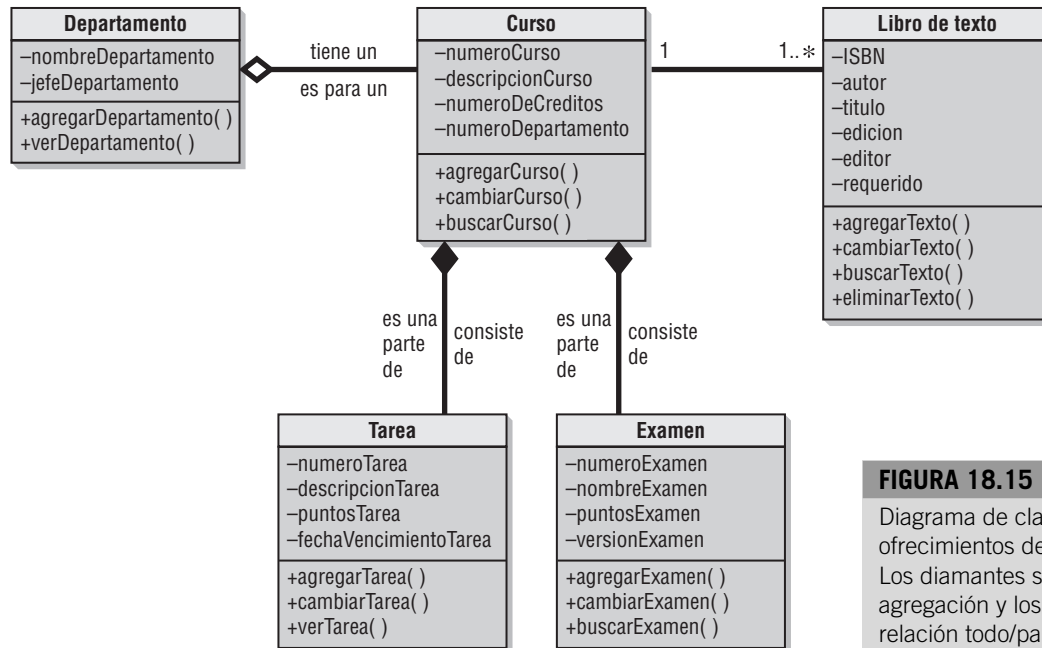 Departamento
–nombreDepartamento
–jefeDepartamento
+agregarDepartamento( )
+verDepartamento( )
tiene un
es para un
Curso
–numeroCurso
–descripcionCurso
–numeroDeCreditos
–numeroDepartamento
+agregarCurso( )
+cambiarCurso( )
+buscarCurso( )
1
1..*
Libro de texto
–ISBN
–autor
–titulo
–edicion
–editor
–requerido
+agregarTexto( )
+cambiarTexto( )
+buscarTexto( )
+eliminarTexto( )
es una
parte
de
consiste
de
es una
parte
de
consiste
de
Tarea
–numeroTarea
–descripcionTarea
–puntosTarea
–fechaVencimientoTarea
+agregarTarea( )
+cambiarTarea( )
+verTarea( )
Examen
–numeroExamen
–nombreExamen
–puntosExamen
–versionExamen
+agregarExamen( )
+cambiarExamen( )
+buscarExamen( )
FIGURA 18.15
Diagrama de cla
ofrecimientos de
Los diamantes s
agregación y los
relación todo/pa